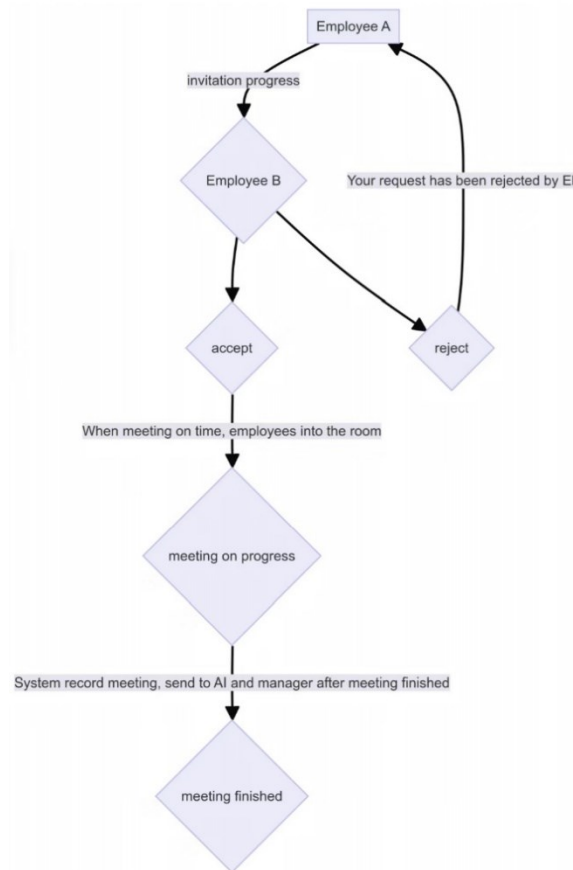 Employee A
invitation progress
Employee B
Your request has been rejected by
accept
reject
When meeting on time, employees into the room
meeting on progress
System record meeting, send to AI and manager after meeting finished
meeting finished